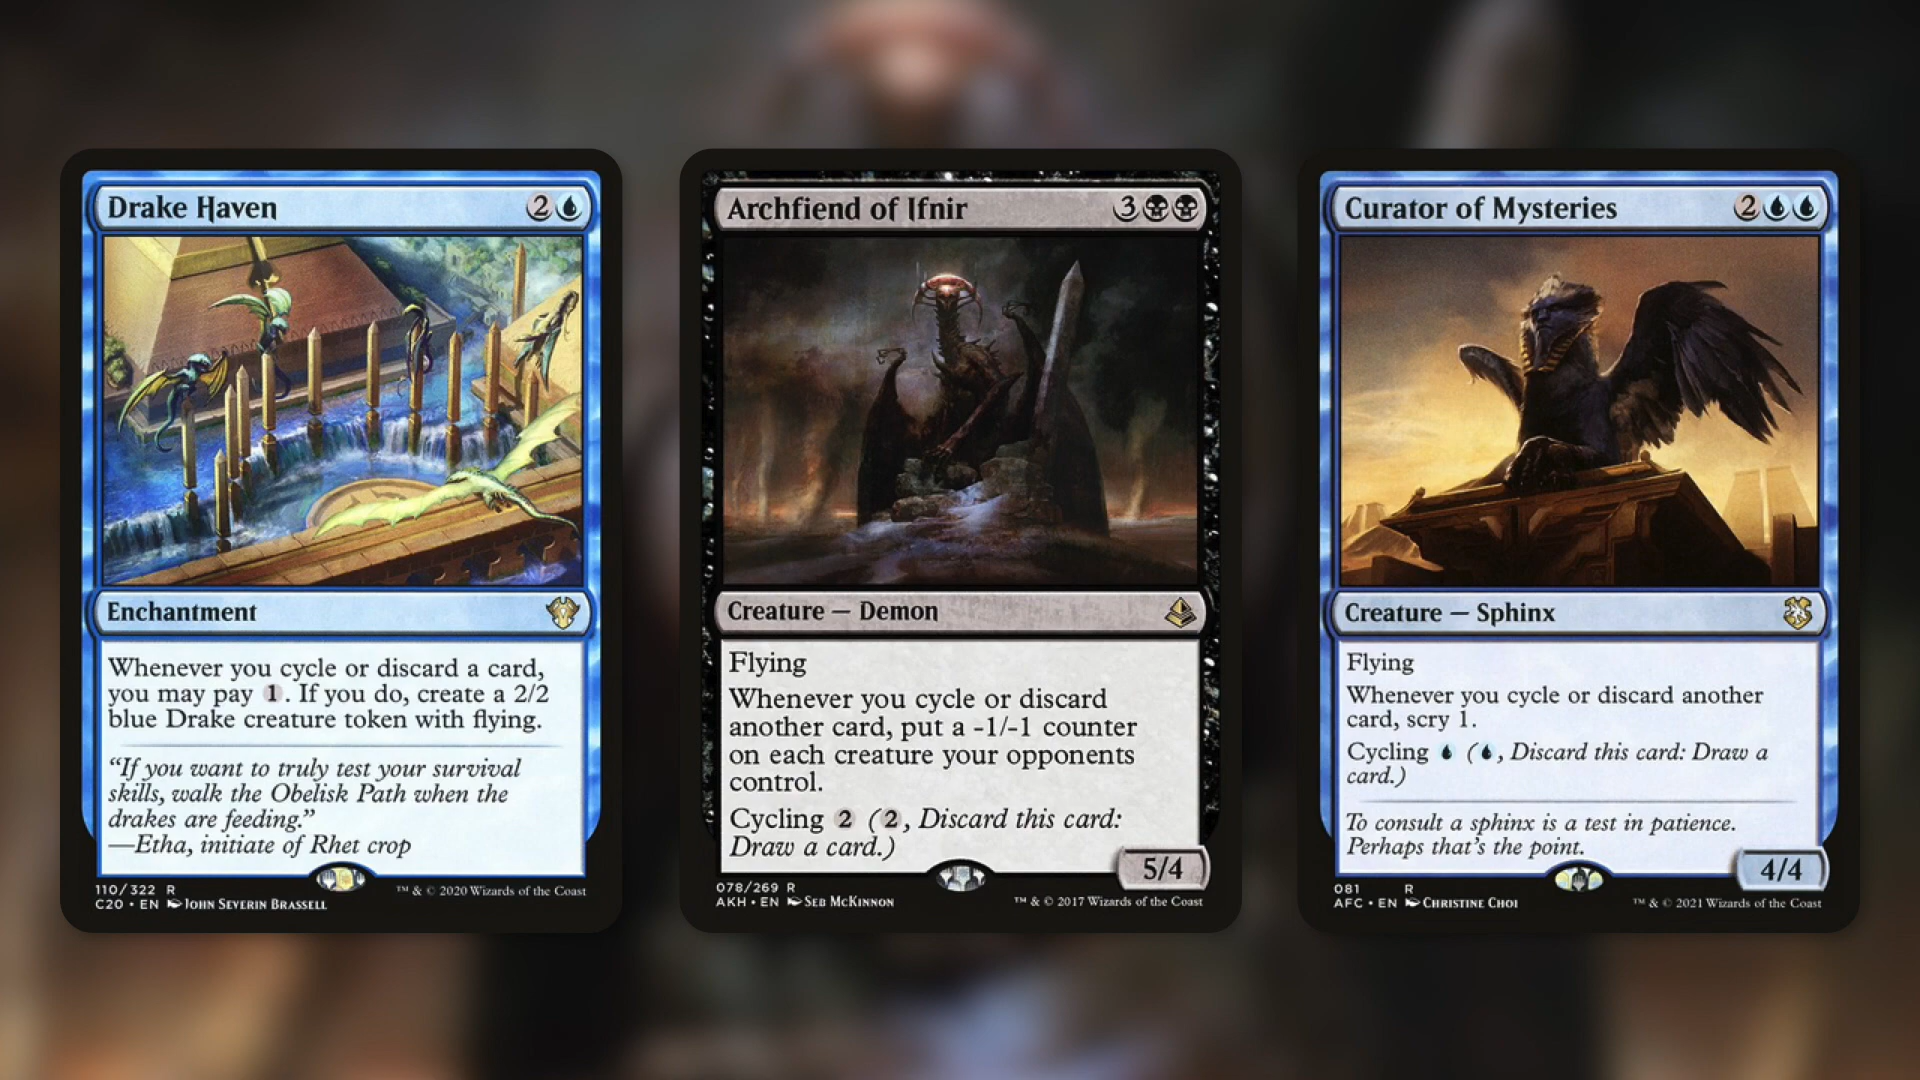 Drake Haven 2
Enchantment
Whenever you cycle or discard a card,
you may pay 1. If you do, create a 2/2
blue Drake creature token with flying.
“If you want to truly test your survival
skills, walk the Obelisk Path when the
drakes are feeding.”
—Etha, initiate of Rhet crop
110/322 R
C20 • EN John Severin Brassell
™ & © 2020 Wizards of the Coast
Archfiend of Ifnir 3
Creature — Demon
Flying
Whenever you cycle or discard
another card, put a -1/-1 counter
on each creature your opponents
control.
Cycling 2 (2, Discard this card:
Draw a card.)
5/4
078/269 R
AKH • EN Seb McKinnon
™ & © 2017 Wizards of the Coast
Curator of Mysteries 2
Creature — Sphinx
Flying
Whenever you cycle or discard another
card, scry 1.
Cycling (, Discard this card: Draw a
card.)
To consult a sphinx is a test in patience.
Perhaps that’s the point.
4/4
081 R
AFC • EN Christine Choi
™ & © 2021 Wizards of the Coast